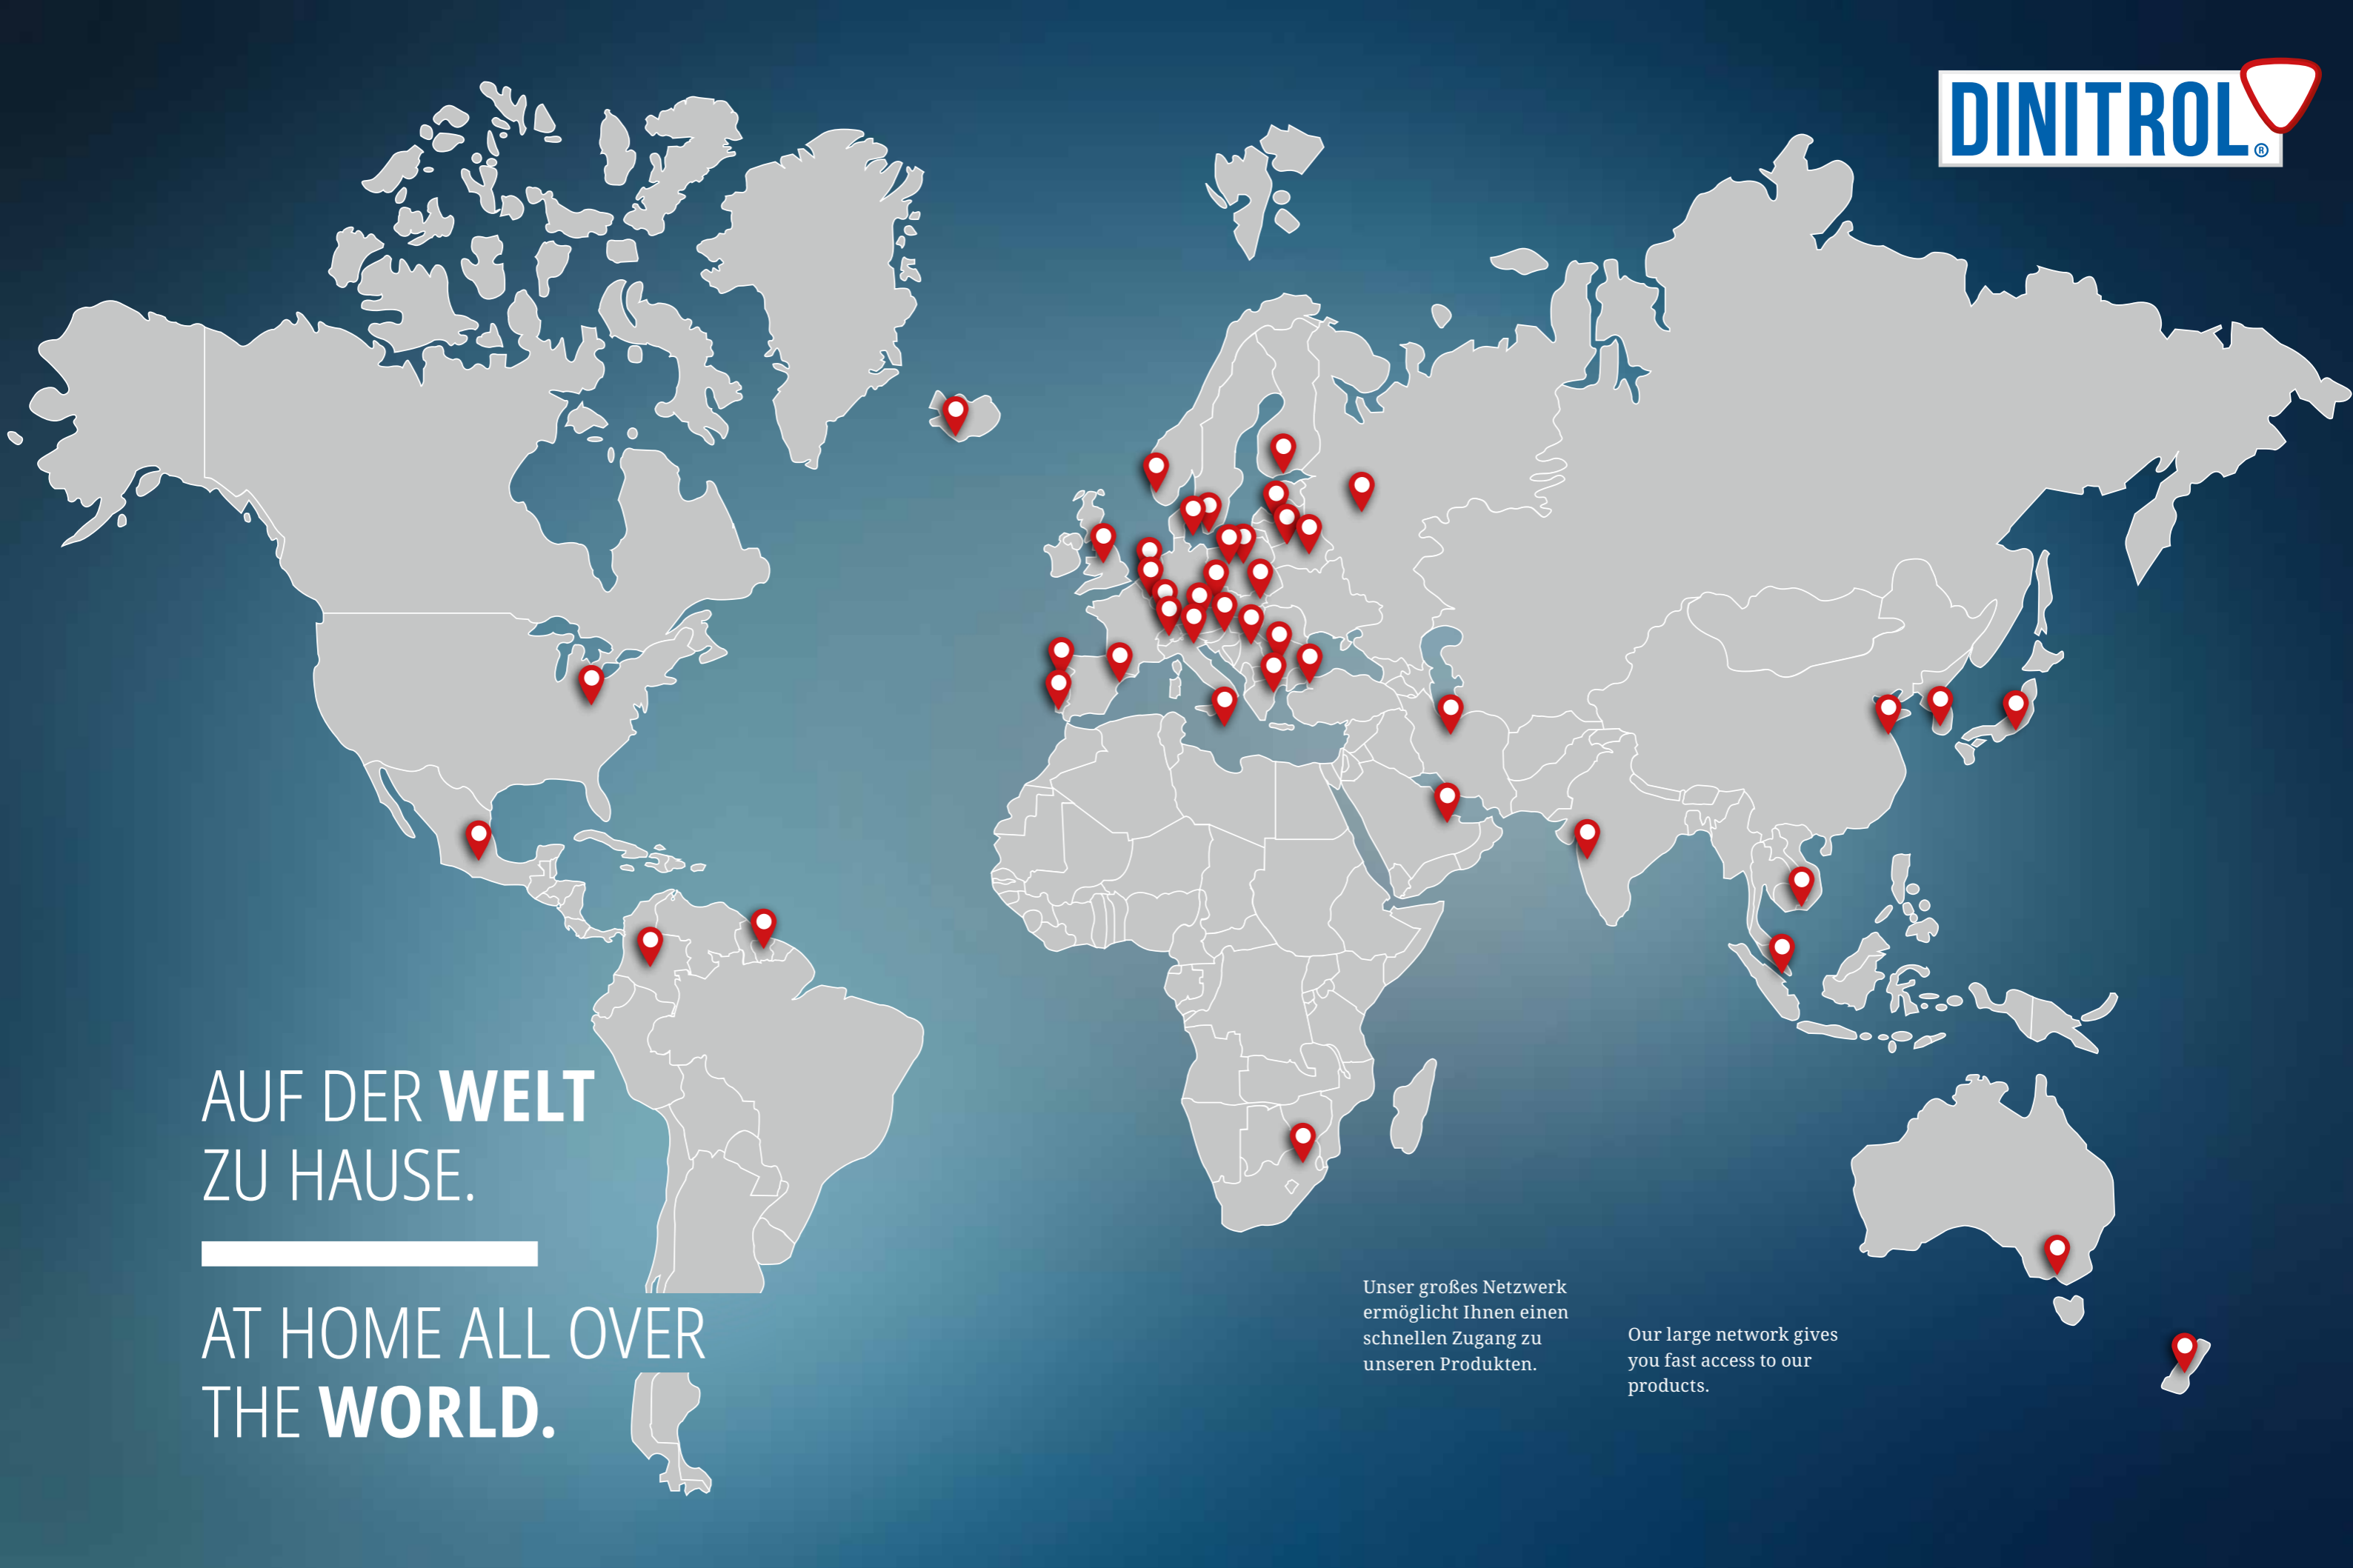 DINITROL®
AUF DER WELT
ZU HAUSE.
AT HOME ALL OVER
THE WORLD.
Unser großes Netzwerk
ermöglicht Ihnen einen
schnellen Zugang zu
unseren Produkten.
Our large network gives
you fast access to our
products.